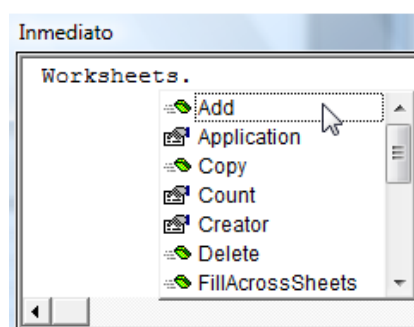 Inmediato
Worksheets.
Add
Application
Copy
Count
Creator
Delete
FillAcrossSheets